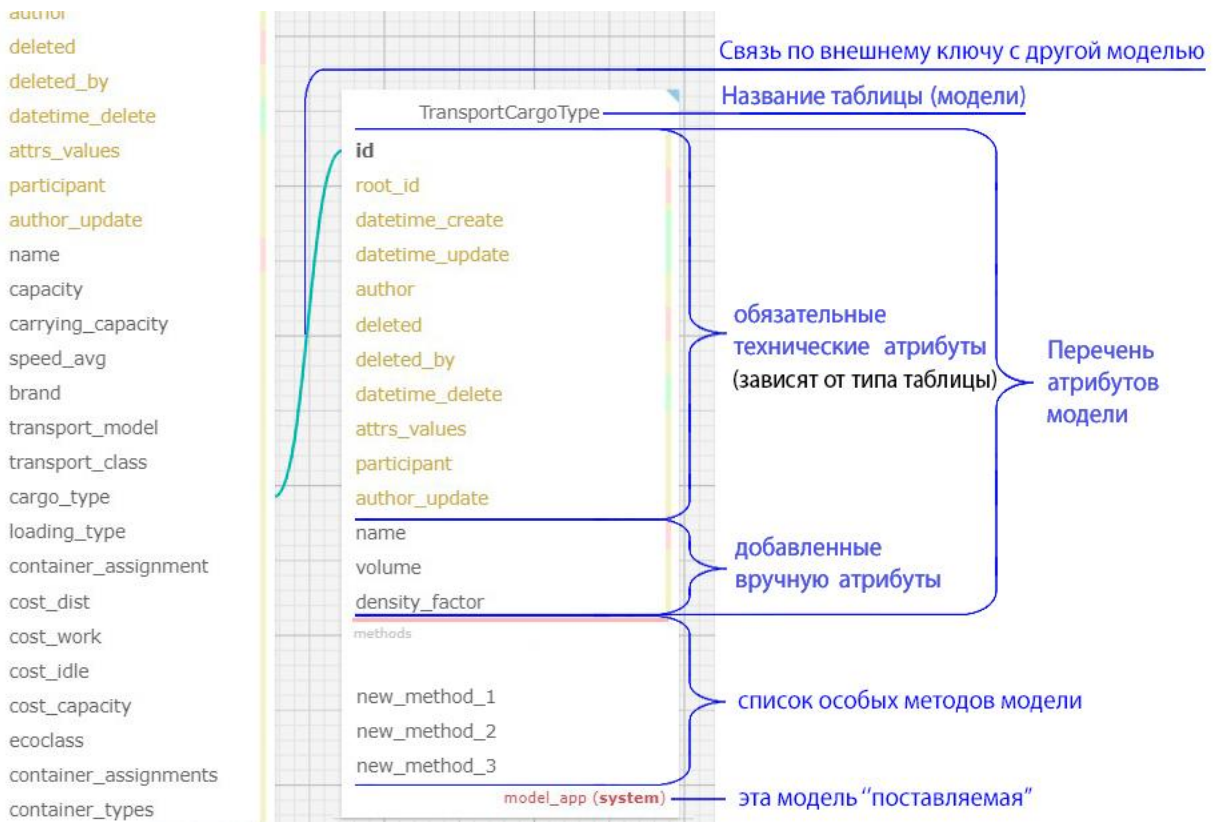 author
deleted
deleted_by
datetime_delete
attrs_values
participant
author_update
name
capacity
carrying_capacity
speed_avg
brand
transport_model
transport_class
cargo_type
loading_type
container_assignment
cost_dist
cost_work
cost_idle
cost_capacity
ecoclass
container_assignments
container_types
TransportCargoType
id
root_id
datetime_create
datetime_update
author
deleted
deleted_by
datetime_delete
attrs_values
participant
author_update
name
volume
density_factor
methods
new_method_1
new_method_2
new_method_3
model_app (system)
Связь по внешнему ключу с другой моделью
Название таблицы (модели)
обязательные
технические атрибуты
(зависят от типа таблицы)
Перечень
атрибутов
модели
добавленные
вручную атрибуты
список особых методов модели
эта модель “поставляемая”